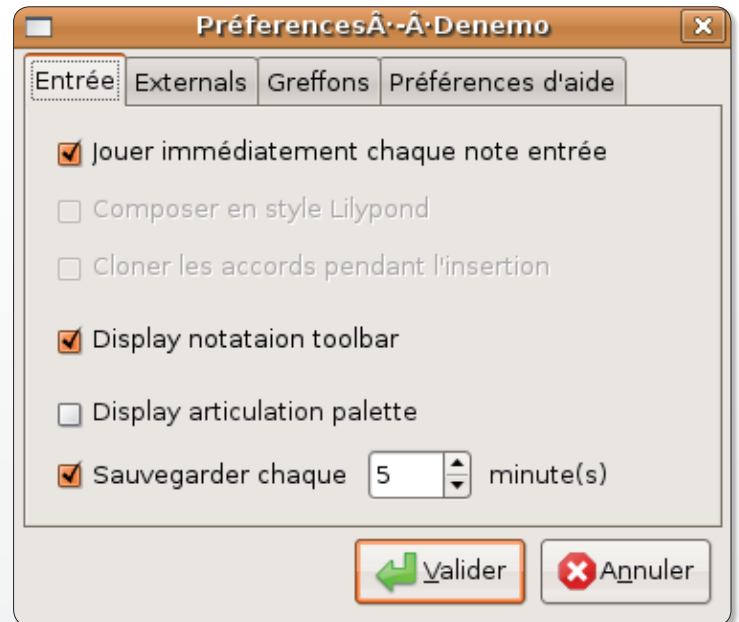 PréferencesÂ·-Â·Denemo
Entrée Externals Greffons Préférences d'aide
Jouer immédiatement chaque note entrée
Composer en style Lilypond
Cloner les accords pendant l'insertion
Display notataion toolbar
Display articulation palette
Sauvegarder chaque 5 minute(s)
Valider Annuler